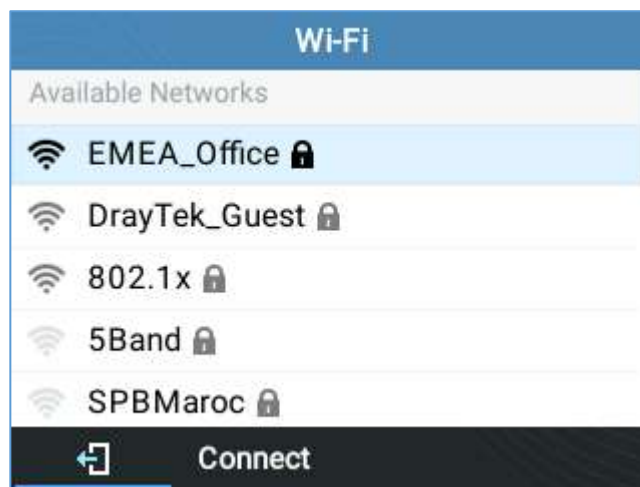 Wi-Fi
Available Networks
EMEA_Office
DrayTek_Guest
802.1x
5Band
SPBMaroc
Connect